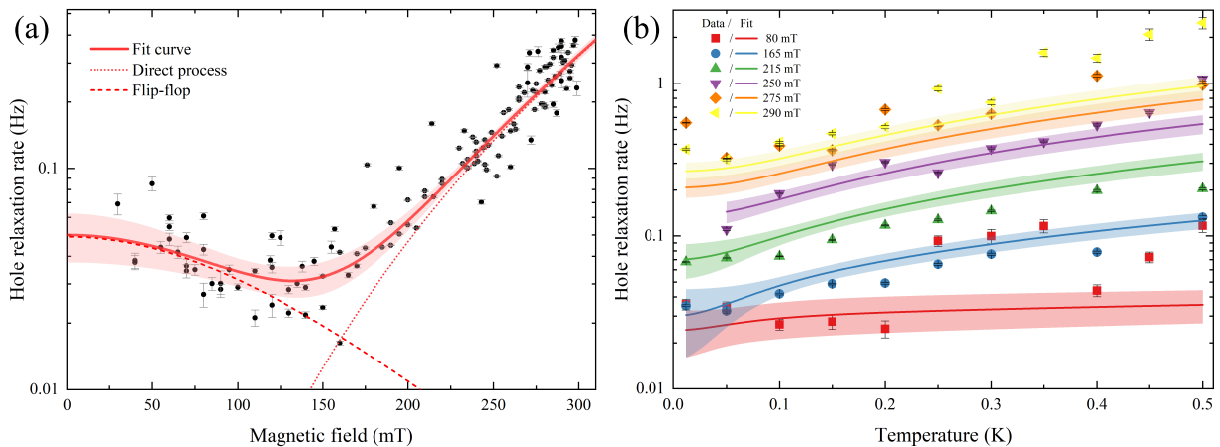 (a)
Fit curve
Direct process
Flip-flop
Hole relaxation rate (Hz)
0.1
0.01
0 50 100 150 200 250 300
Magnetic field (mT)
(b)
Data / Fit
/ 80 mT
/ 165 mT
/ 215 mT
/ 250 mT
/ 275 mT
/ 290 mT
Hole relaxation rate (Hz)
1
0.1
0.01
0 0.1 0.2 0.3 0.4 0.5
Temperature (K)